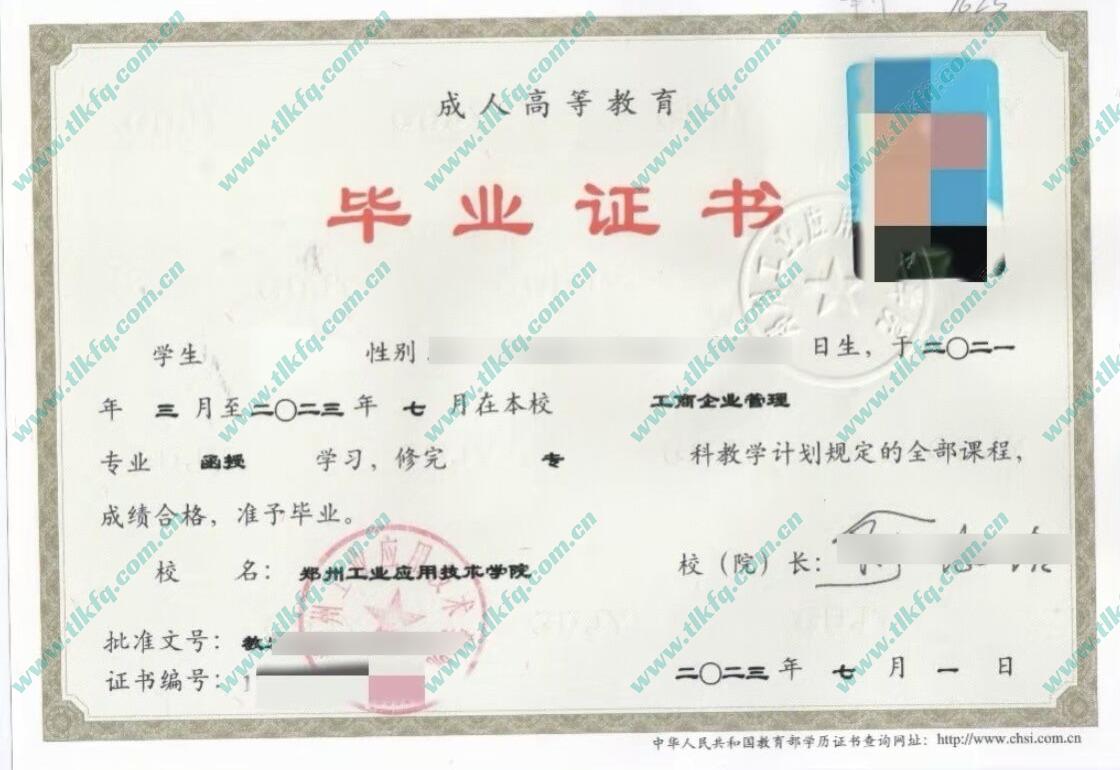 1625
成人高等教育
毕业证书
学生 性别 日生，于二〇二一
年 三 月至二〇二三年 七 月在本校 工商企业管理
专业 函授 学习，修完 专 科教学计划规定的全部课程，
成绩合格，准予毕业。
校 名：郑州工业应用技术学院 校（院）长：
批准文号：教
证书编号：1
二〇二三年 七 月 一 日
中华人民共和国教育部学历证书查询网址：http://www.chsi.com.cn
www.tlkfq.com.cn